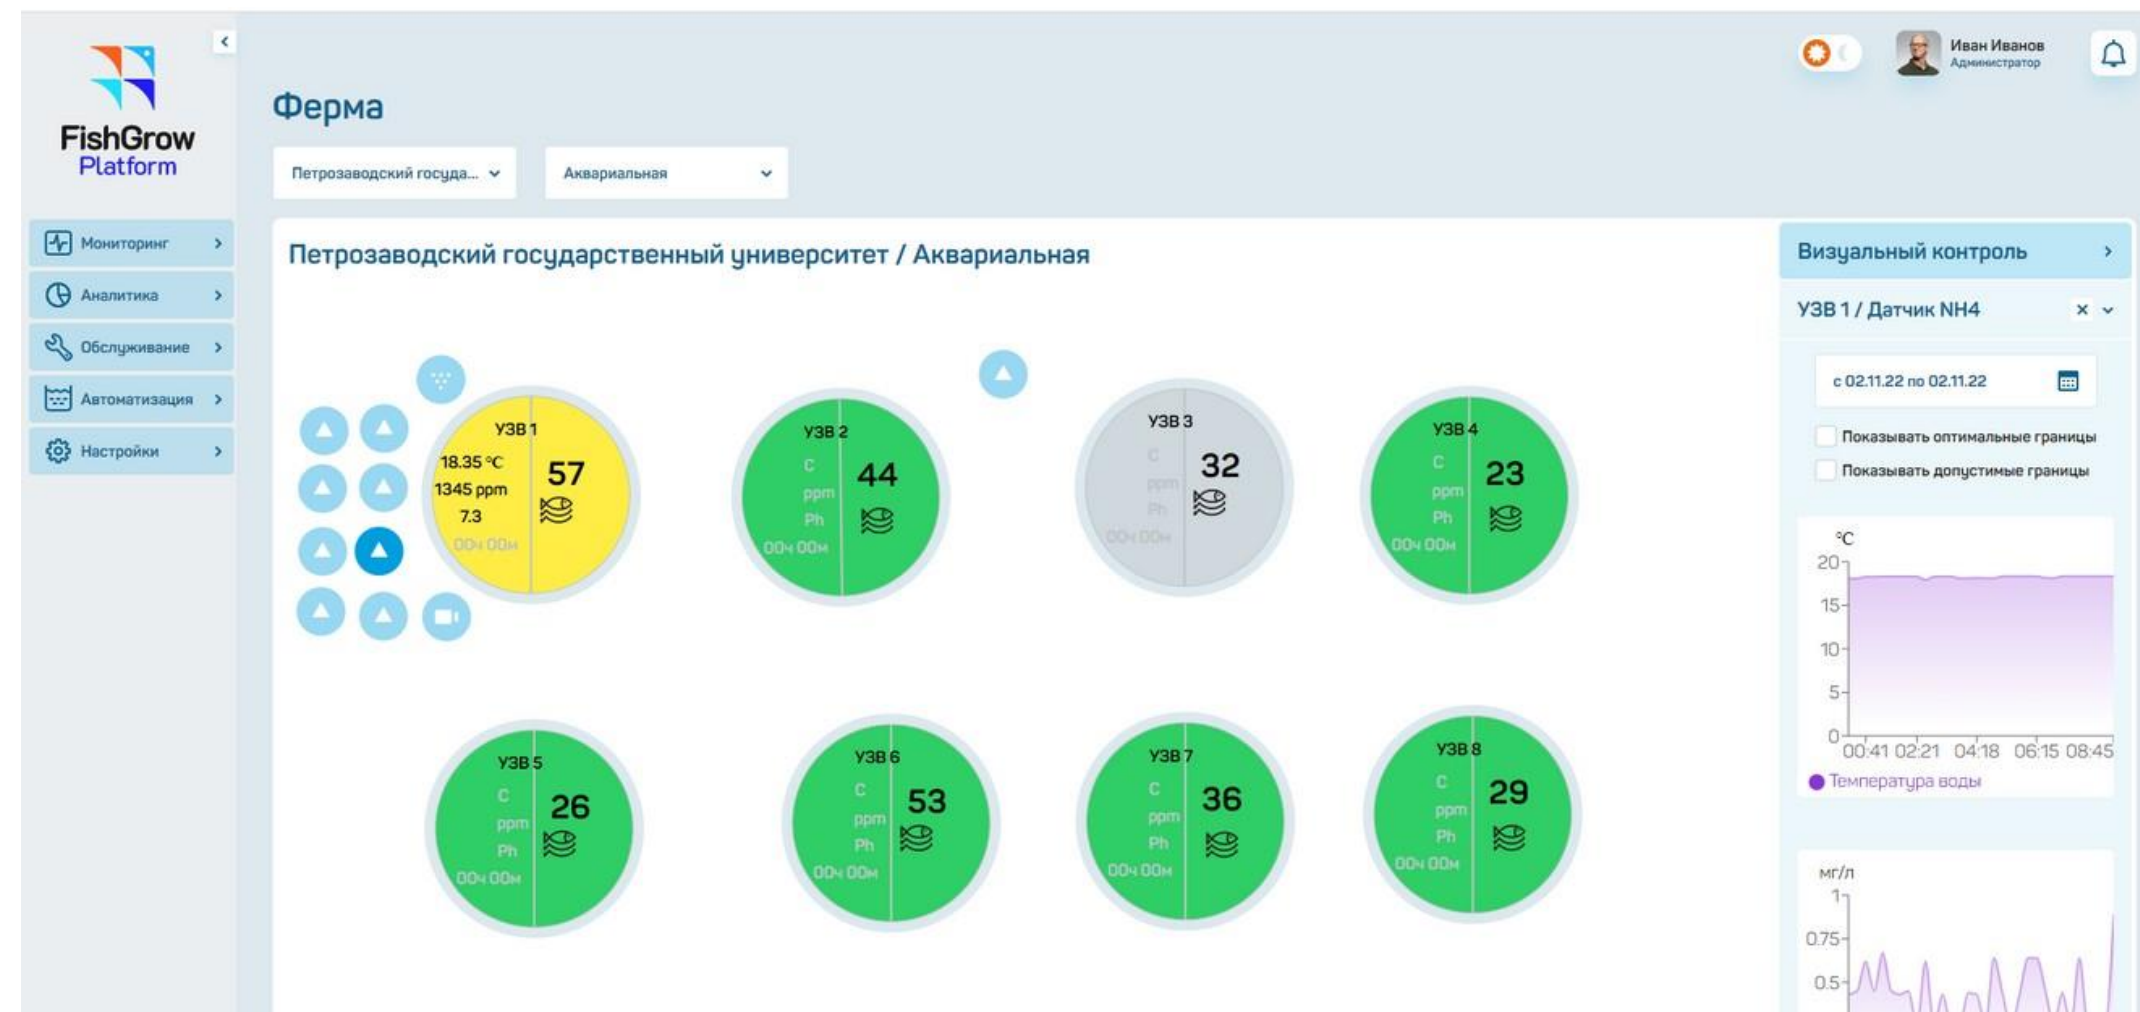 FishGrow
Platform
Мониторинг
Аналитика
Обслуживание
Автоматизация
Настройки
Иван Иванов
Администратор
Ферма
Петрозаводский госуда...
Аквариальная
Петрозаводский государственный университет / Аквариальная
УЗВ 1
18.35 °C
1345 ppm
7.3
00ч 00м
57
УЗВ 2
C
ppm
Ph
00ч 00м
44
УЗВ 3
C
ppm
Ph
00ч 00м
32
УЗВ 4
C
ppm
Ph
00ч 00м
23
УЗВ 5
C
ppm
Ph
00ч 00м
26
УЗВ 6
C
ppm
Ph
00ч 00м
53
УЗВ 7
C
ppm
Ph
00ч 00м
36
УЗВ 8
C
ppm
Ph
00ч 00м
29
Визуальный контроль
УЗВ 1 / Датчик NH4
с 02.11.22 по 02.11.22
Показывать оптимальные границы
Показывать допустимые границы
°C
20
15
10
5
0
00:41 02:21 04:18 06:15 08:45
Температура воды
мг/л
1
0.75
0.5